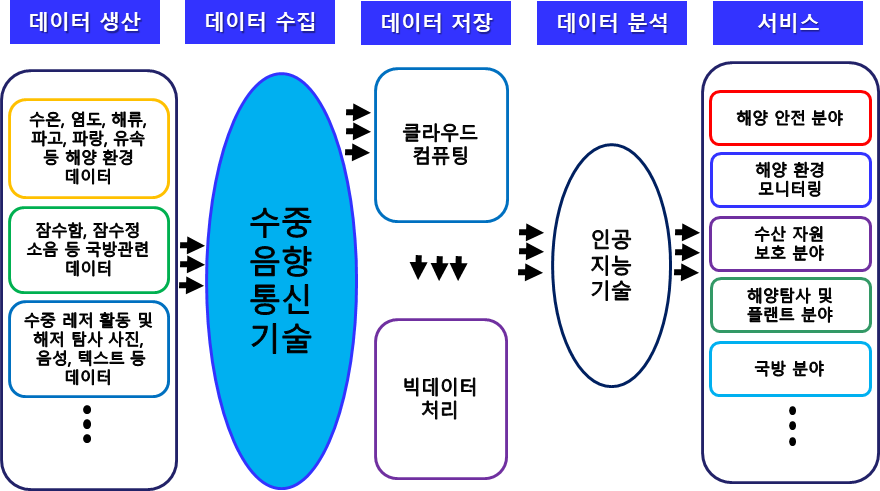 데이터 생산
데이터 수집
데이터 저장
데이터 분석
서비스
수온, 염도, 해류,
파고, 파랑, 유속
등 해양 환경
데이터
잠수함, 잠수정
소음 등 국방관련
데이터
수중 레저 활동 및
해저 탐사 사진,
음성, 텍스트 등
데이터
수중
음향
통신
기술
클라우드
컴퓨팅
빅데이터
처리
인공
지능
기술
해양 안전 분야
해양 환경
모니터링
수산 자원
보호 분야
해양탐사 및
플랜트 분야
국방 분야